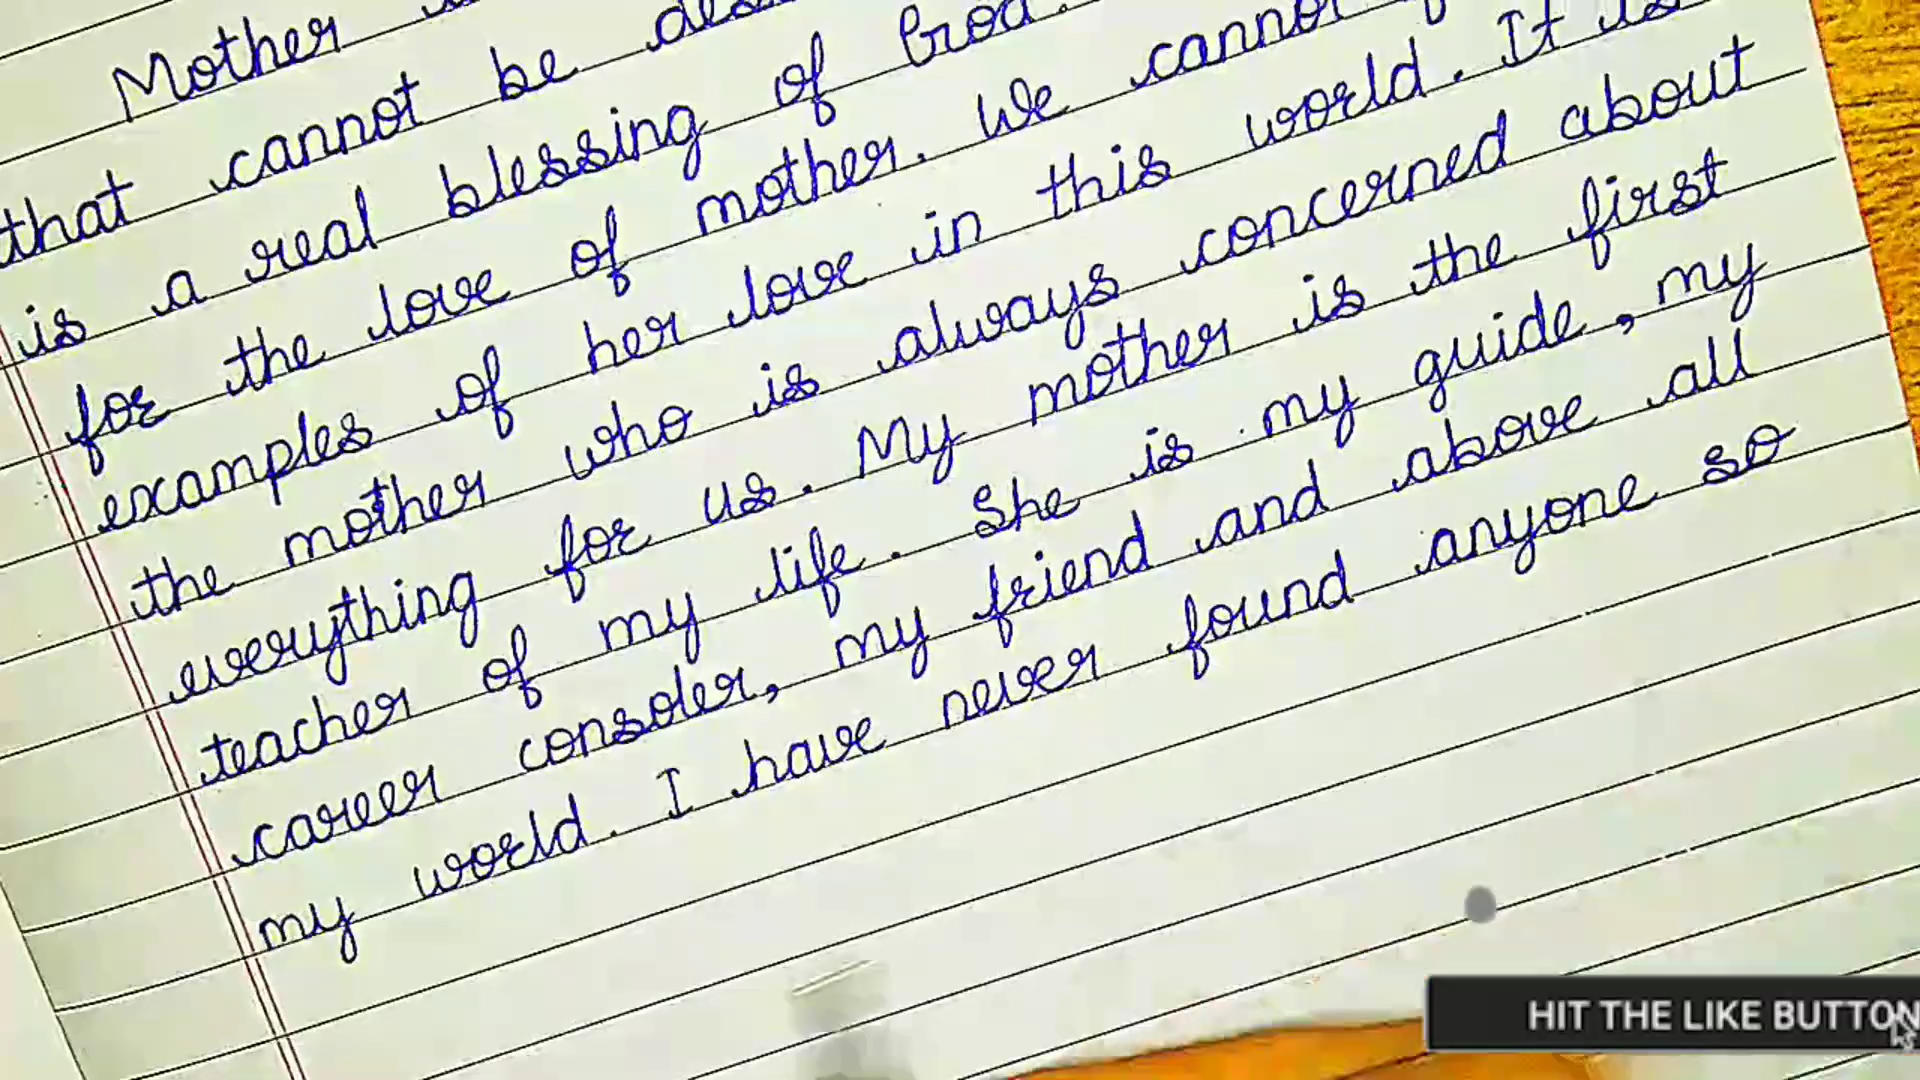 Mother
that cannot be
is a real blessing of God.
for the love of mother. We cannot
examples of her love in this world. It is
the mother who is always concerned about
everything for us. My mother is the first
teacher of my life. She is my guide, my
career consoler, my friend and above all
my world. I have never found anyone so
HIT THE LIKE BUTTON